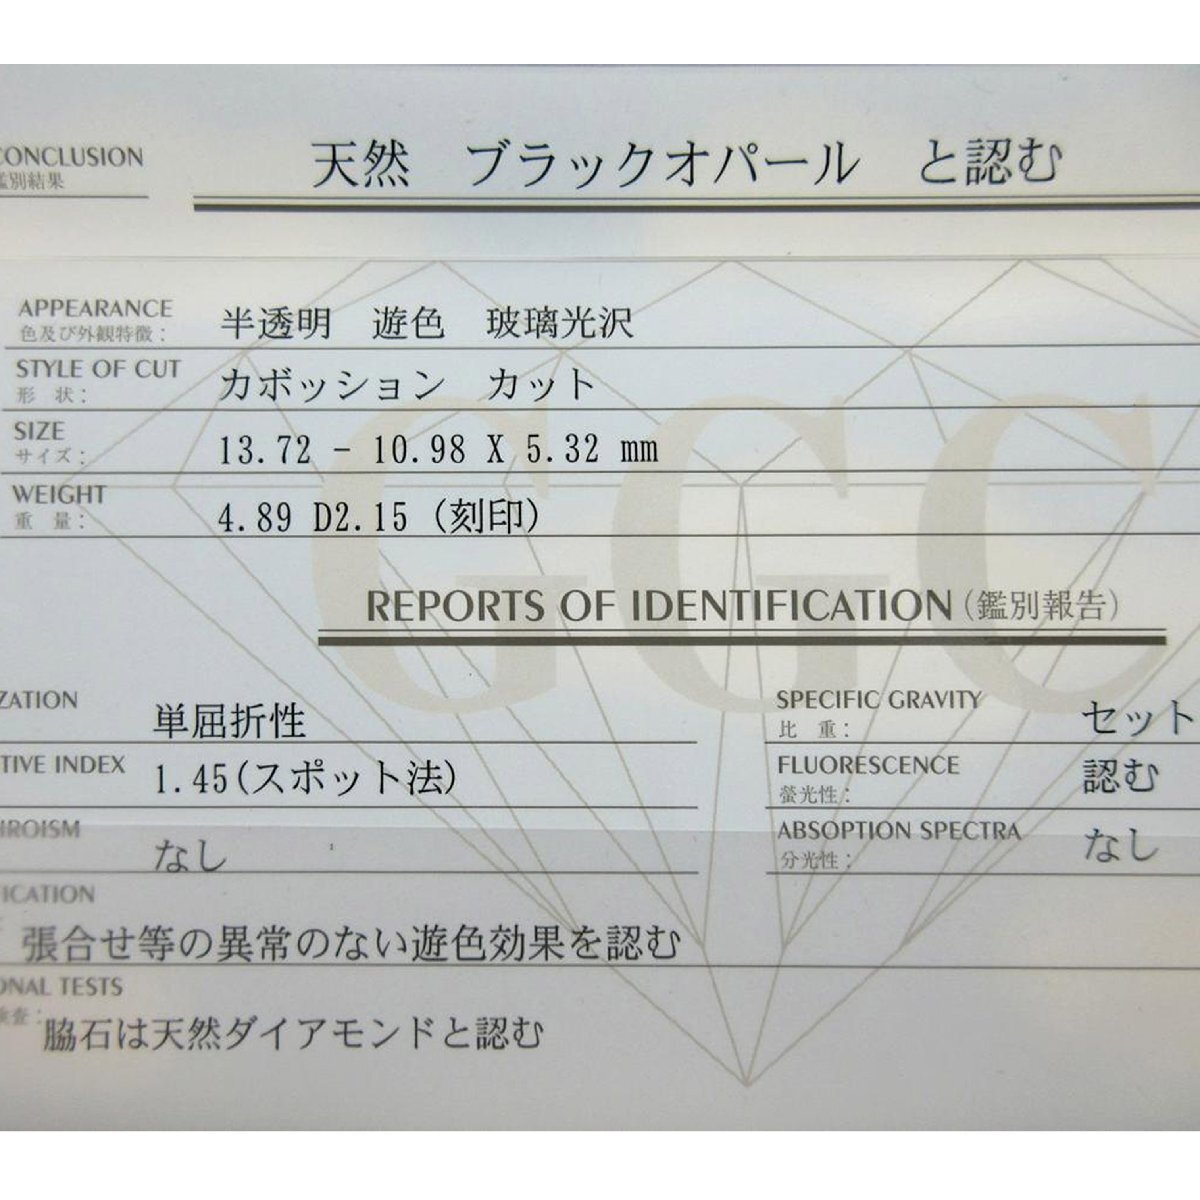 CONCLUSION 天然 ブラックオパール と認む
鑑別結果
APPEARANCE 半透明 遊色 玻璃光沢
色及び外観特徴:
STYLE OF CUT カボッション カット
形 状:
SIZE 13.72 - 10.98 X 5.32 mm
サイズ:
WEIGHT 4.89 D2.15 (刻印)
重 量:
GGC
REPORTS OF IDENTIFICATION (鑑別報告)
ZATION 単屈折性 SPECIFIC GRAVITY セット
比 重:
TIVE INDEX 1.45(スポット法) FLUORESCENCE 認む
螢光性:
HROISM なし ABSOPTION SPECTRA なし
分光性:
ICATION
張合せ等の異常のない遊色効果を認む
ONAL TESTS
検査: 脇石は天然ダイアモンドと認む